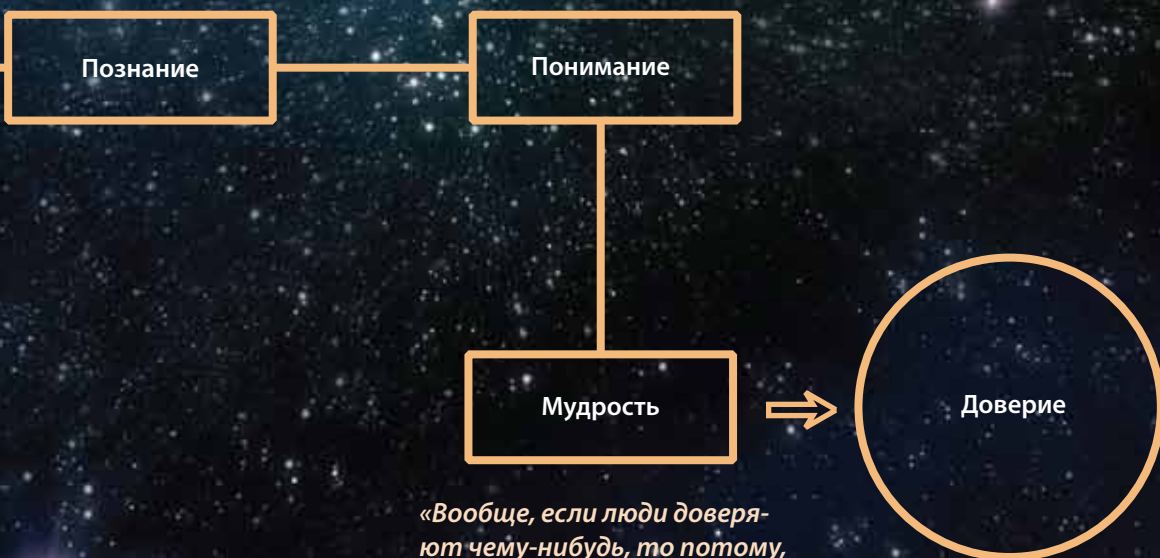 Познание
Понимание
Мудрость
Доверие
«Вообще, если люди доверя-
ют чему-нибудь, то потому,